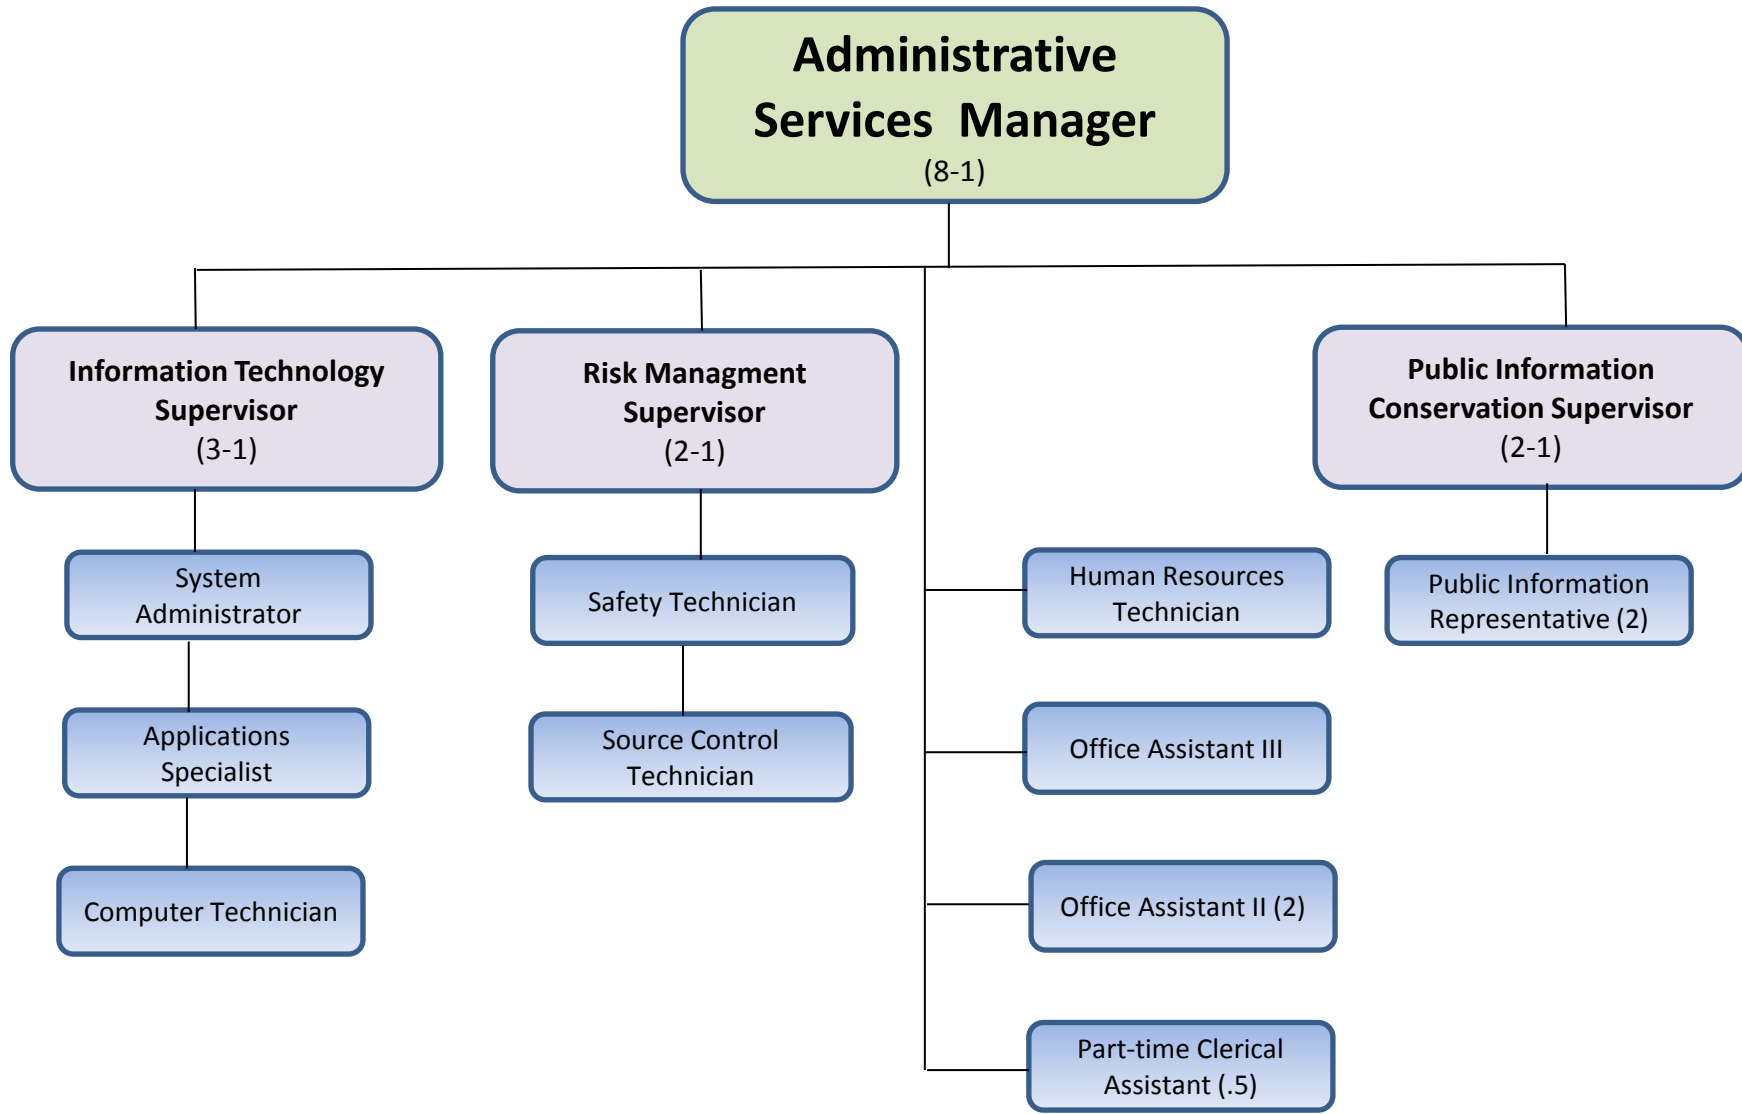 Administrative
Services Manager
(8-1)
Information Technology
Supervisor
(3-1)
Risk Managment
Supervisor
(2-1)
Public Information
Conservation Supervisor
(2-1)
System
Administrator
Applications
Specialist
Computer Technician
Safety Technician
Source Control
Technician
Human Resources
Technician
Office Assistant III
Office Assistant II (2)
Part-time Clerical
Assistant (.5)
Public Information
Representative (2)